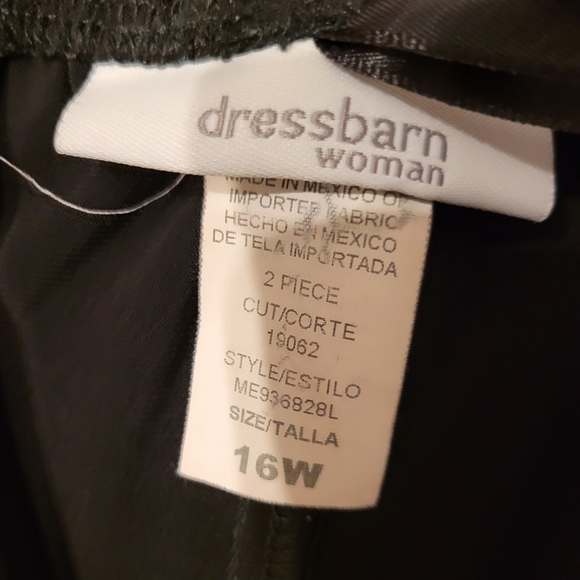 dressbarn
woman
MADE IN MEXICO OF
IMPORTED FABRIC
HECHO EN MEXICO
DE TELA IMPORTADA
2 PIECE
CUT/CORTE
19062
STYLE/ESTILO
ME936828L
SIZE/TALLA
16W